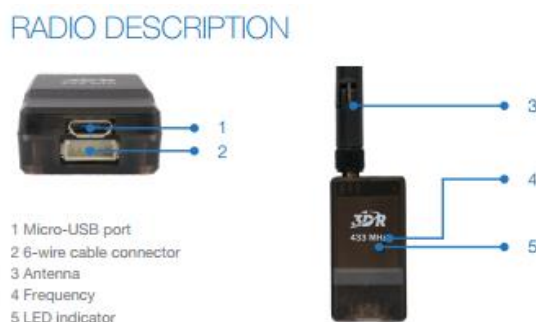 RADIO DESCRIPTION
1
2
3
4
5
3DR
433 MHz
1 Micro-USB port
2 6-wire cable connector
3 Antenna
4 Frequency
5 LED indicator